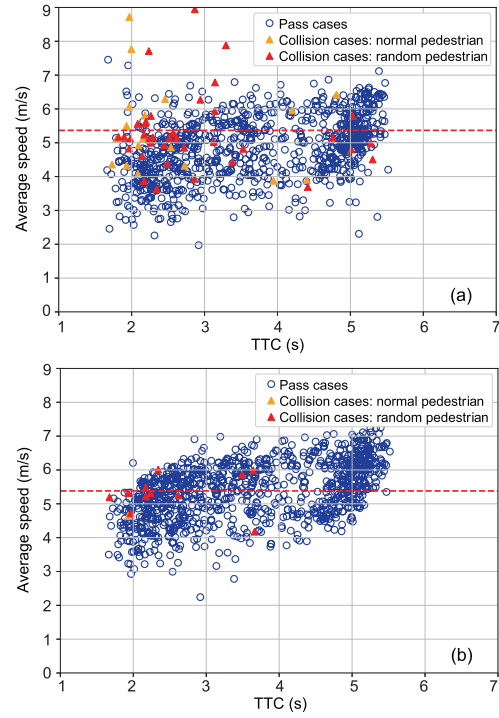 9
8
7
6
5
4
3
2
1
0
Average speed (m/s)
Pass cases
Collision cases: normal pedestrian
Collision cases: random pedestrian
(a)
1 2 3 4 5 6 7
TTC (s)
9
8
7
6
5
4
3
2
1
0
Average speed (m/s)
Pass cases
Collision cases: normal pedestrian
Collision cases: random pedestrian
(b)
1 2 3 4 5 6 7
TTC (s)